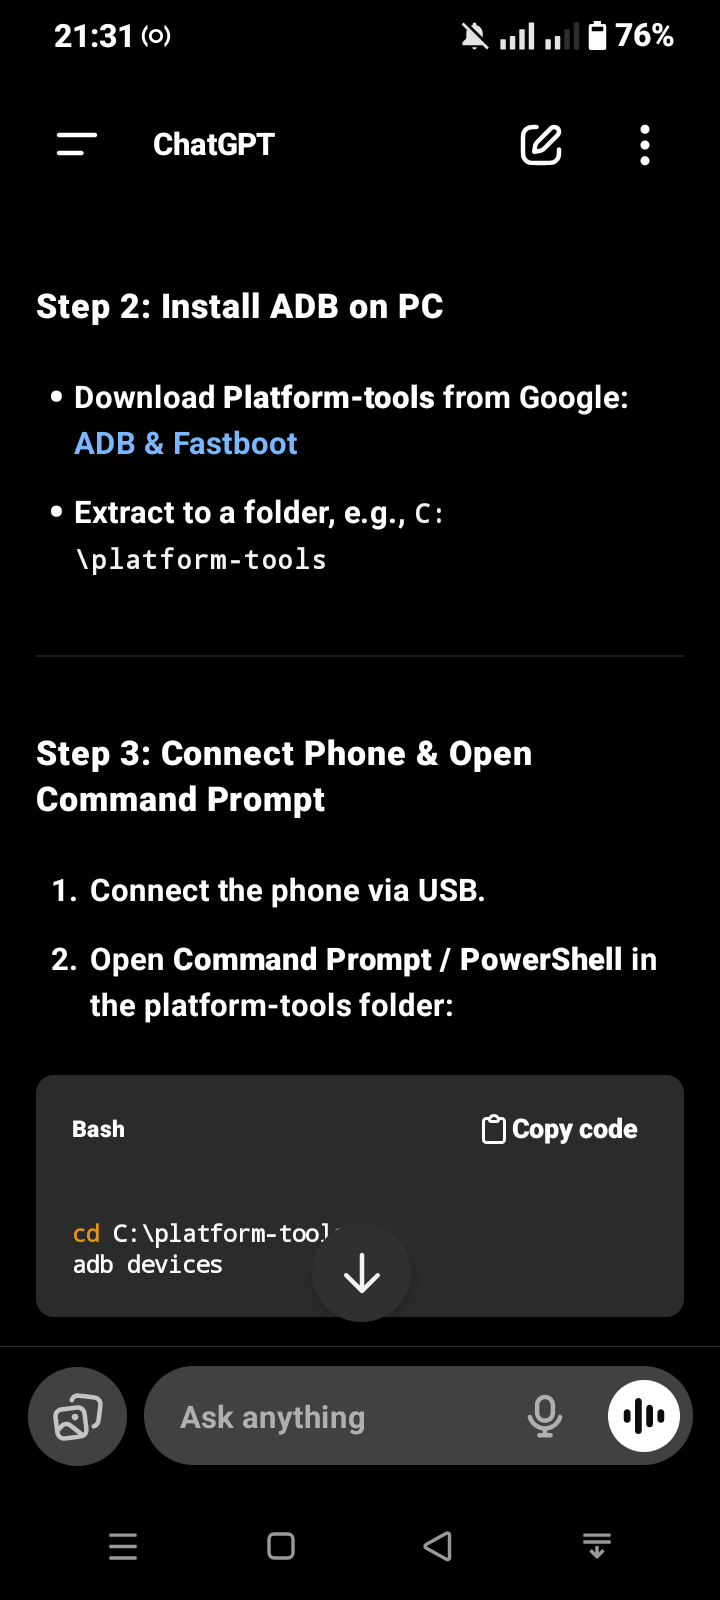 21:31
76%
ChatGPT
Step 2: Install ADB on PC
• Download Platform-tools from Google:
ADB & Fastboot
• Extract to a folder, e.g., C:
\platform-tools
Step 3: Connect Phone & Open
Command Prompt
1. Connect the phone via USB.
2. Open Command Prompt / PowerShell in
the platform-tools folder:
Bash
Copy code
cd C:\platform-tools
adb devices
Ask anything